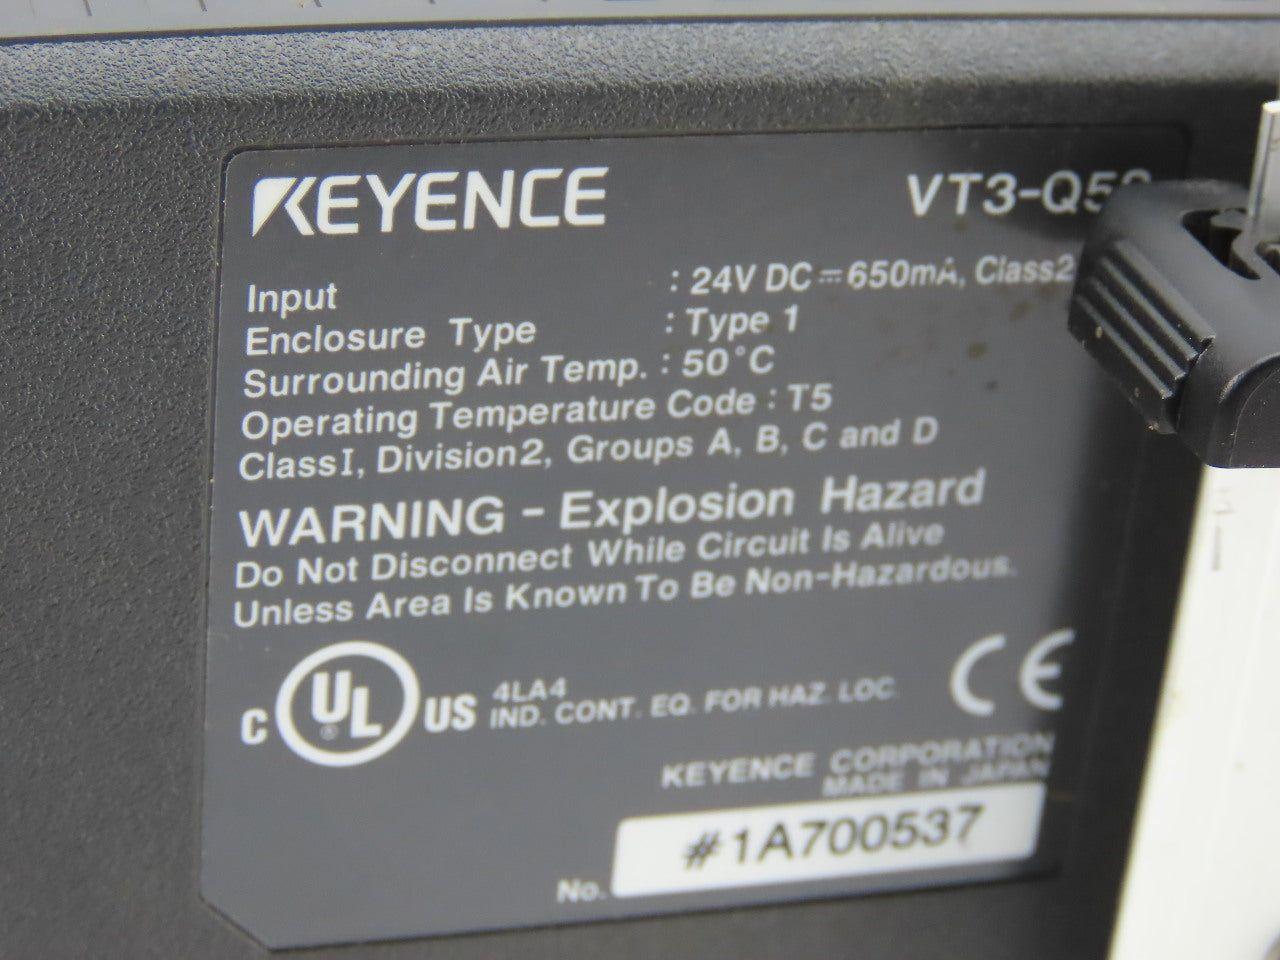 KEYENCE
Input : 24V DC⎓650mA, Class2
Enclosure Type : Type 1
Surrounding Air Temp. : 50°C
Operating Temperature Code : T5
ClassI, Division2, Groups A, B, C and D
WARNING - Explosion Hazard
Do Not Disconnect While Circuit Is Alive
Unless Area Is Known To Be Non-Hazardous.
C UL ® US 4LA4
IND. CONT. EQ. FOR HAZ. LOC.
CE
KEYENCE CORPORATION
MADE IN JAPAN
No. #1A700537